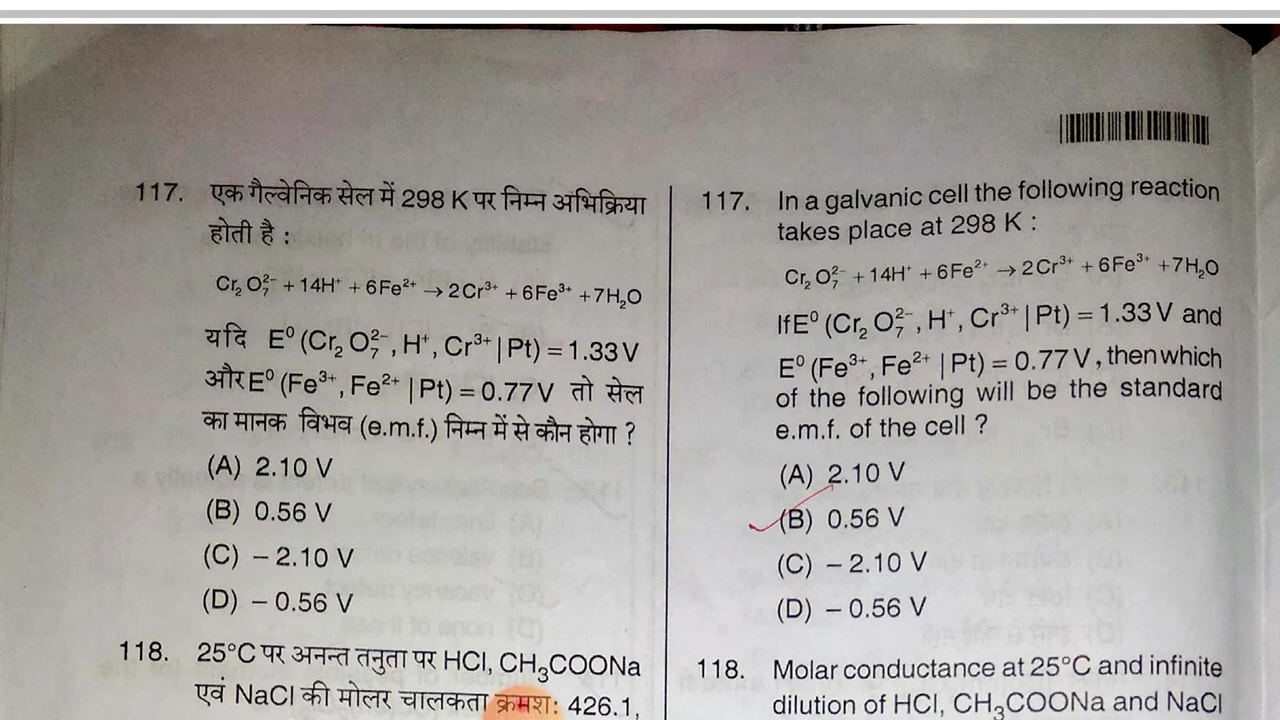 117. एक गैल्वेनिक सेल में 298 K पर निम्न अभिक्रिया
होती है :
Cr₂O₇²⁻ + 14H⁺ + 6Fe²⁺ → 2Cr³⁺ + 6Fe³⁺ + 7H₂O
यदि E⁰ (Cr₂O₇²⁻, H⁺, Cr³⁺ | Pt) = 1.33 V
और E⁰ (Fe³⁺, Fe²⁺ | Pt) = 0.77 V तो सेल
का मानक विभव (e.m.f.) निम्न में से कौन होगा ?
(A) 2.10 V
(B) 0.56 V
(C) – 2.10 V
(D) – 0.56 V
118. 25°C पर अनन्त तनुता पर HCl, CH₃COONa
एवं NaCl की मोलर चालकता क्रमश: 426.1,
117. In a galvanic cell the following reaction
takes place at 298 K :
Cr₂O₇²⁻ + 14H⁺ + 6Fe²⁺ → 2Cr³⁺ + 6Fe³⁺ + 7H₂O
If E⁰ (Cr₂O₇²⁻, H⁺, Cr³⁺ | Pt) = 1.33 V and
E⁰ (Fe³⁺, Fe²⁺ | Pt) = 0.77 V, then which
of the following will be the standard
e.m.f. of the cell ?
(A) 2.10 V
(B) 0.56 V
(C) – 2.10 V
(D) – 0.56 V
118. Molar conductance at 25°C and infinite
dilution of HCl, CH₃COONa and NaCl